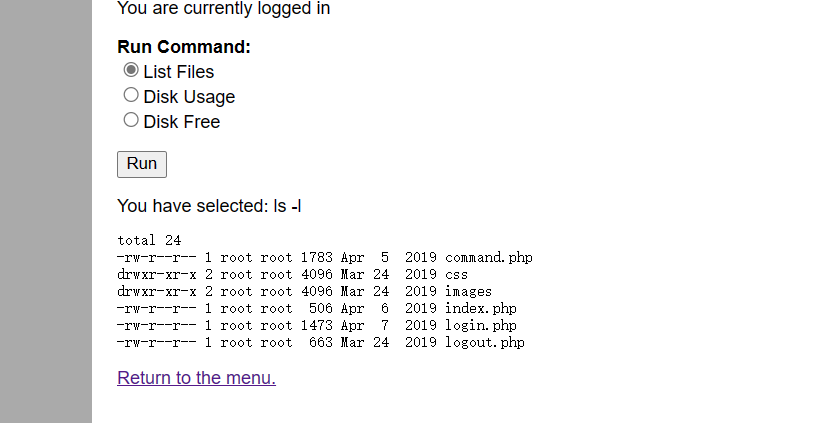 You are currently logged in
Run Command:
List Files
Disk Usage
Disk Free
Run
You have selected: ls -l
total 24
-rw-r--r-- 1 root root 1783 Apr  5  2019 command.php
drwxr-xr-x 2 root root 4096 Mar 24  2019 css
drwxr-xr-x 2 root root 4096 Mar 24  2019 images
-rw-r--r-- 1 root root  506 Apr  6  2019 index.php
-rw-r--r-- 1 root root 1473 Apr  7  2019 login.php
-rw-r--r-- 1 root root  663 Mar 24  2019 logout.php
Return to the menu.